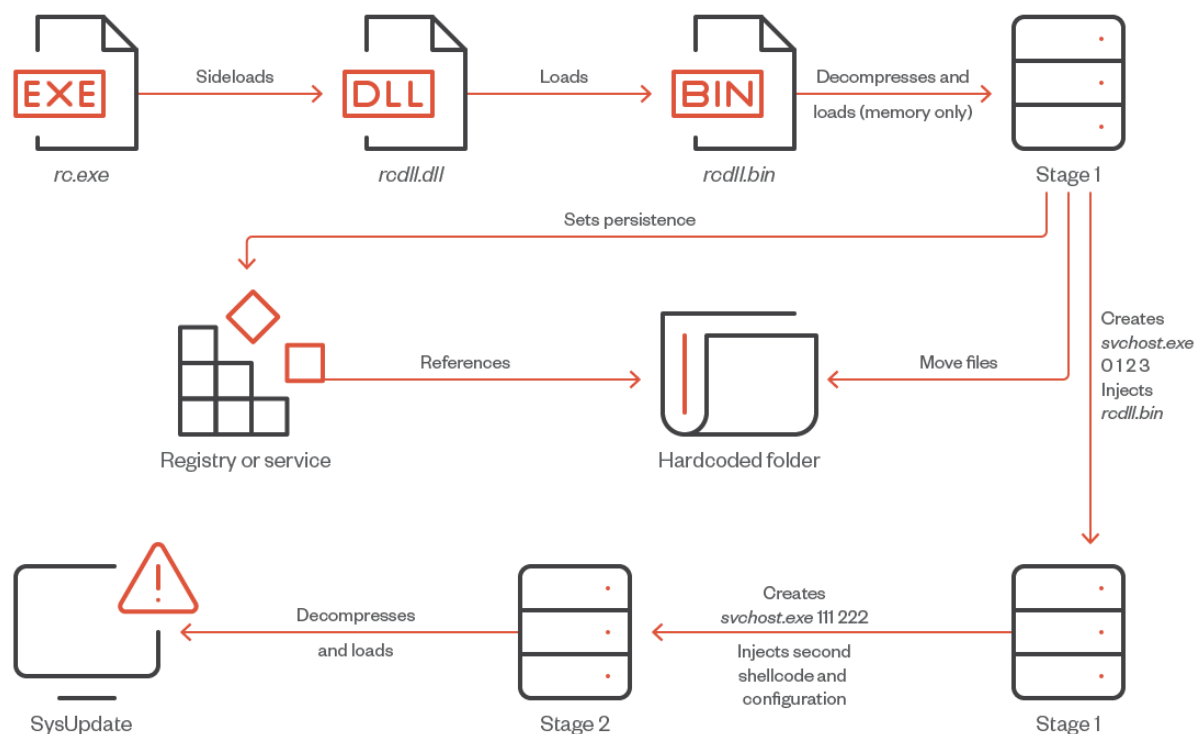 EXE
Sideloads
DLL
Loads
BIN
Decompresses and
loads (memory only)
rc.exe
rcdll.dll
rcdll.bin
Stage 1
Sets persistence
Creates
svchost.exe
0 1 2 3
Injects
rcdll.bin
References
Move files
Registry or service
Hardcoded folder
Decompresses
and loads
Creates
svchost.exe 111 222
Injects second
shellcode and
configuration
SysUpdate
Stage 2
Stage 1